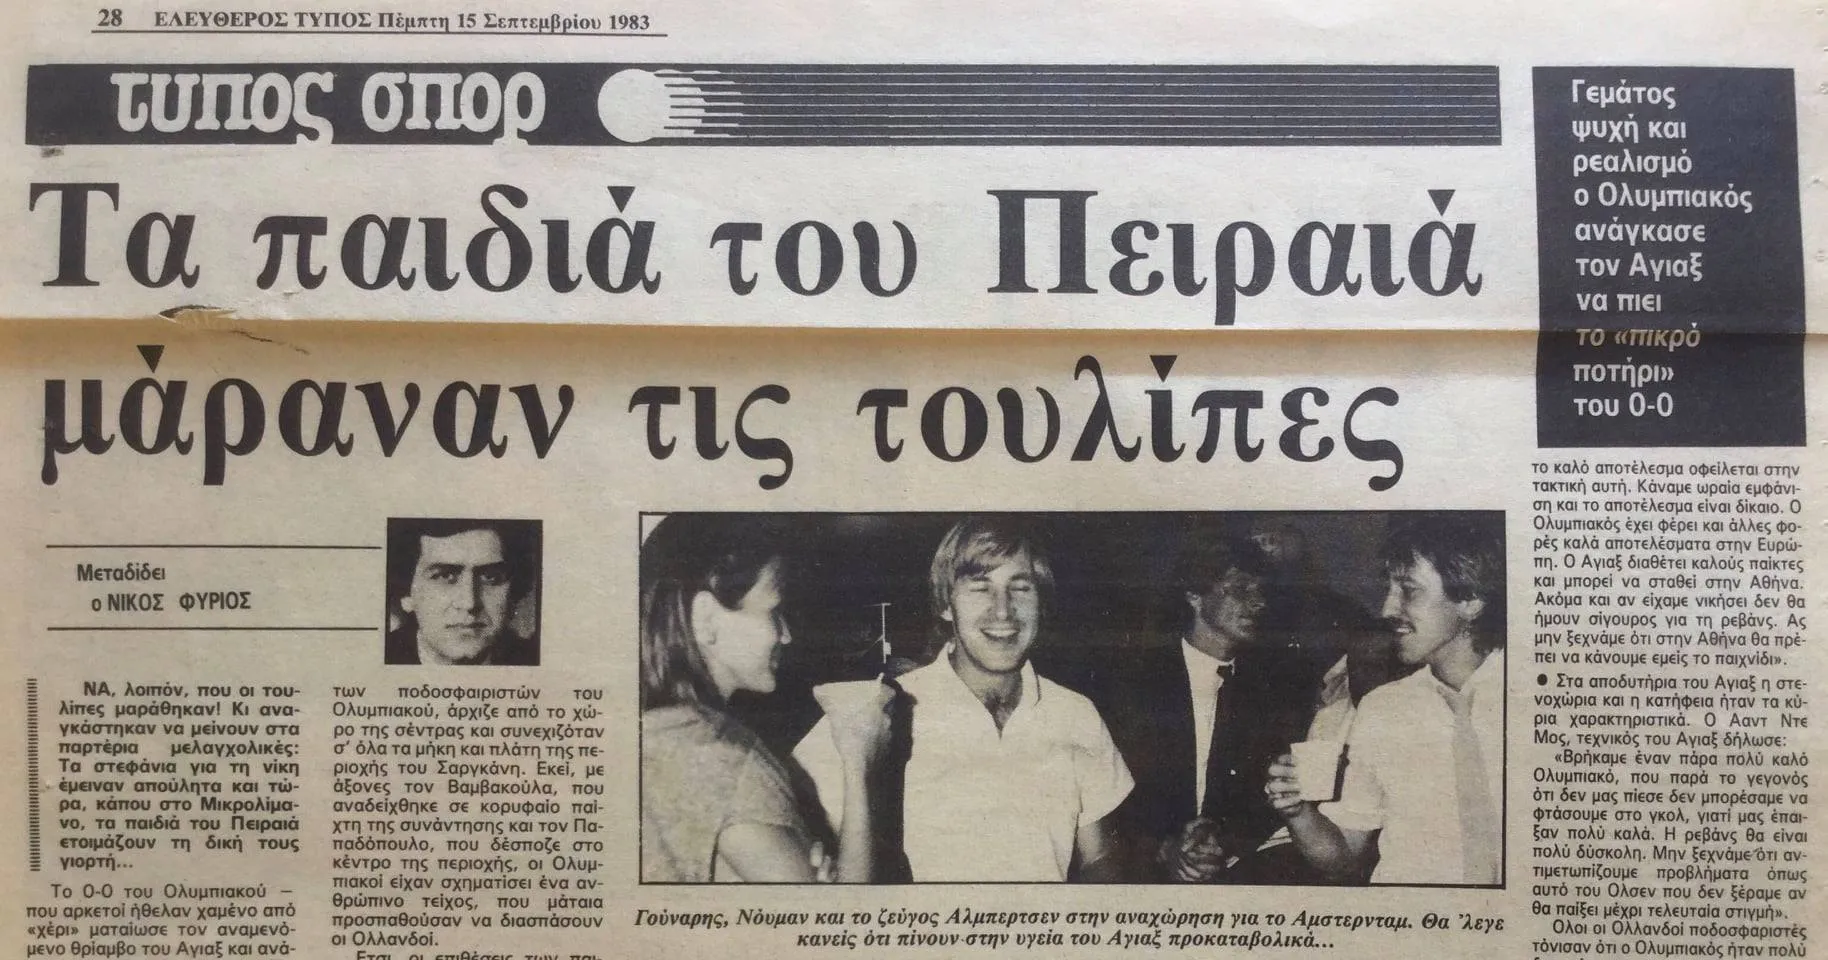 28 ΕΛΕΥΘΕΡΟΣ ΤΥΠΟΣ Πέμπτη 15 Σεπτεμβρίου 1983
τυπος σπορ
Τα παιδιά του Πειραιά
μάραναν τις τουλίπες
Γεμάτος
ψυχή και
ρεαλισμό
ο Ολυμπιακός
ανάγκασε
τον Αγιαξ
να πιει
το «πικρό
ποτήρι»
του 0-0
Μεταδίδει
ο ΝΙΚΟΣ ΦΥΡΙΟΣ
ΝΑ, λοιπόν, που οι του-
λίπες μαράθηκαν! Κι ανα-
γκάστηκαν να μείνουν στα
παρτέρια μελαγχολικές:
Τα στεφάνια για τη νίκη
έμειναν απούλητα και τώ-
ρα, κάπου στο Μικρολίμα-
νο, τα παιδιά του Πειραιά
ετοιμάζουν τη δική τους
γιορτή...
Το 0-0 του Ολυμπιακού –
που αρκετοί ήθελαν χαμένο από
«χέρι» ματαίωσε τον αναμενό-
μενο θρίαμβο του Αγιαξ και ανά-
των ποδοσφαιριστών του
Ολυμπιακού, άρχιζε από το χώ-
ρο της σέντρας και συνεχιζόταν
σ' όλα τα μήκη και πλάτη της πε-
ριοχής του Σαργκάνη. Εκεί, με
άξονες τον Βαμβακούλα, που
αναδείχθηκε σε κορυφαίο παί-
χτη της συνάντησης και τον Πα-
παδόπουλο, που δέσποζε στο
κέντρο της περιοχής, οι Ολυμ-
πιακοί είχαν σχηματίσει ένα αν-
θρώπινο τείχος, που μάταια
προσπαθούσαν να διασπάσουν
οι Ολλανδοί.
Ετσι, οι επιθέσεις των παι-
Γούναρης, Νόυμαν και το ζεύγος Αλμπερτσεν στην αναχώρηση για το Αμστερνταμ. Θα 'λεγε
κανείς ότι πίνουν στην υγεία του Αγιαξ προκαταβολικά...
το καλό αποτέλεσμα οφείλεται στην
τακτική αυτή. Κάναμε ωραία εμφάνι-
ση και το αποτέλεσμα είναι δίκαιο. Ο
Ολυμπιακός έχει φέρει και άλλες φο-
ρές καλά αποτελέσματα στην Ευρώ-
πη. Ο Αγιαξ διαθέτει καλούς παίκτες
και μπορεί να σταθεί στην Αθήνα.
Ακόμα και αν είχαμε νικήσει δεν θα
ήμουν σίγουρος για τη ρεβάνς. Ας
μην ξεχνάμε ότι στην Αθήνα θα πρέ-
πει να κάνουμε εμείς το παιχνίδι».
● Στα αποδυτήρια του Αγιαξ η στε-
νοχώρια και η κατήφεια ήταν τα κύ-
ρια χαρακτηριστικά. Ο Ααντ Ντε
Μος, τεχνικός του Αγιαξ δήλωσε:
«Βρήκαμε έναν πάρα πολύ καλό
Ολυμπιακό, που παρά το γεγονός
ότι δεν μας πίεσε δεν μπορέσαμε να
φτάσουμε στο γκολ, γιατί μας έπαι-
ξαν πολύ καλά. Η ρεβάνς θα είναι
πολύ δύσκολη. Μην ξεχνάμε ότι αν-
τιμετωπίζουμε προβλήματα όπως
αυτό του Ολσεν που δεν ξέραμε αν
θα παίξει μέχρι τελευταία στιγμή».
Ολοι οι Ολλανδοί ποδοσφαιριστές
τόνισαν ότι ο Ολυμπιακός ήταν πολύ